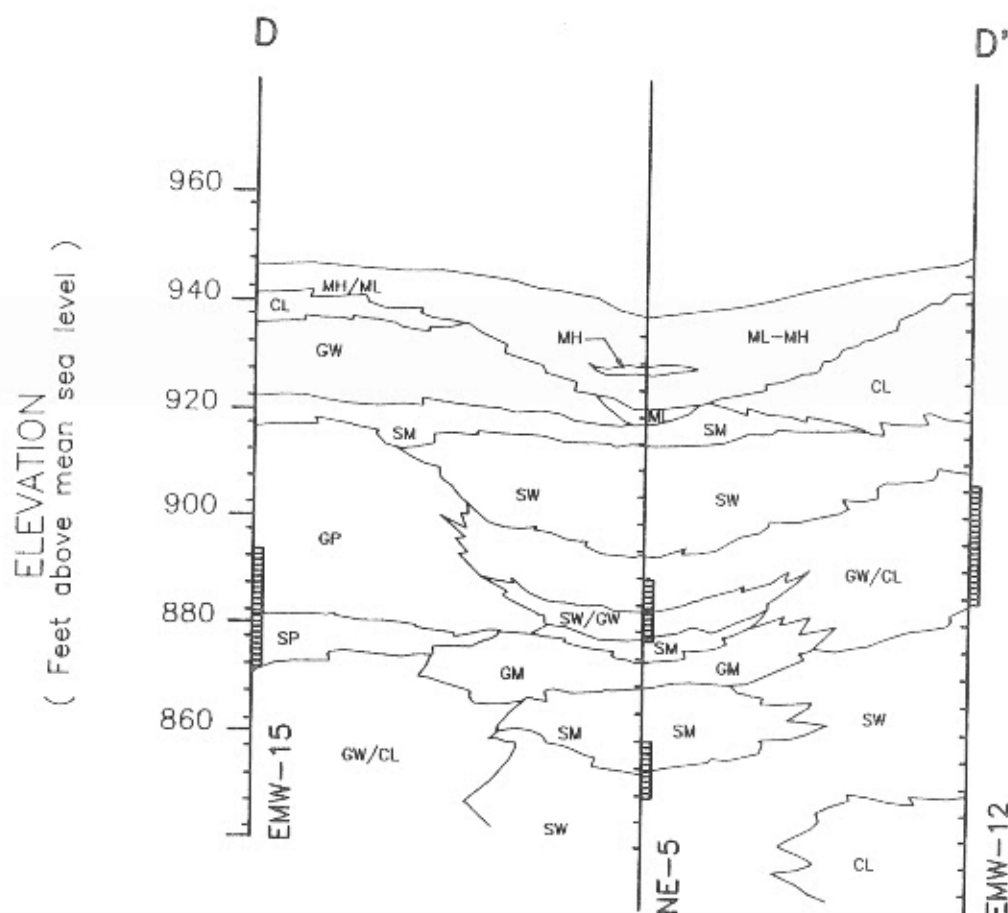 D
D'
960
940
920
900
880
860
ELEVATION
( Feet above mean sea level )
MH/ML
CL
MH
ML-MH
GW
CL
ML
SM
SM
SW
SW
GP
GW/CL
SW/GW
SP
SM
GM
GM
SM
SM
SW
GW/CL
SW
CL
EMW-15
NE-5
EMW-12